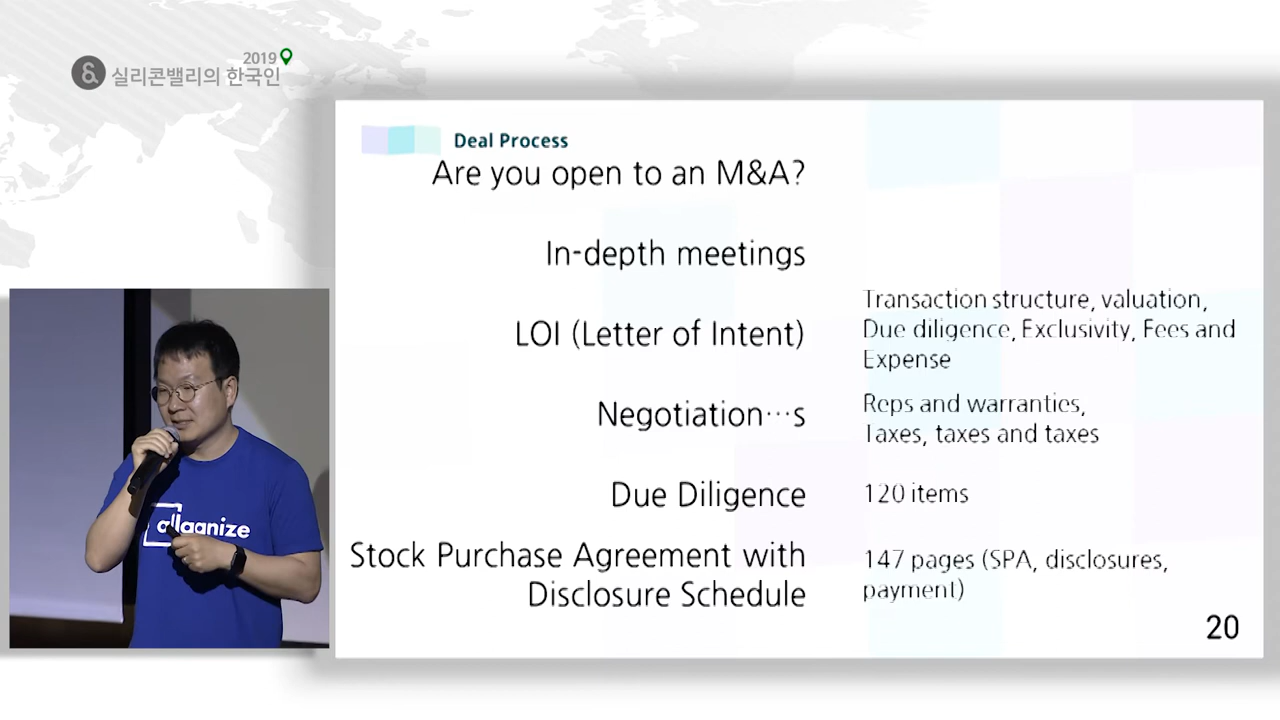 2019
& 실리콘밸리의 한국인
Deal Process
Are you open to an M&A?
In-depth meetings
LOI (Letter of Intent)
Transaction structure, valuation,
Due diligence, Exclusivity, Fees and
Expense
Negotiation⋯s
Reps and warranties,
Taxes, taxes and taxes
Due Diligence
120 items
Stock Purchase Agreement with
Disclosure Schedule
147 pages (SPA, disclosures,
payment)
20
allganize